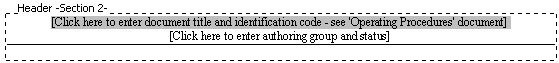 Header -Section 2-
[Click here to enter document title and identification code - see 'Operating Procedures' document]
[Click here to enter authoring group and status]